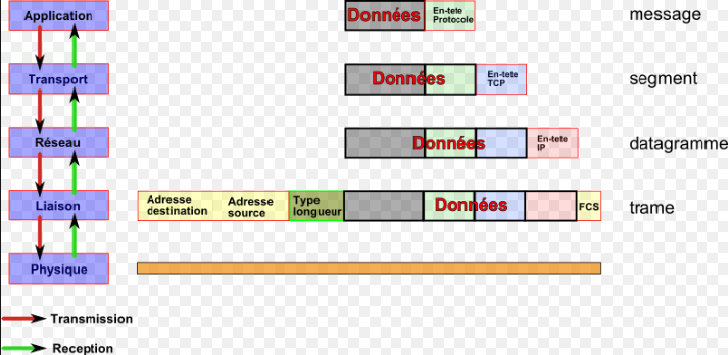 Application
Données
En-tete
Protocole
message
Transport
Données
En-tete
TCP
segment
Réseau
Données
En-tete
IP
datagramme
Liaison
Adresse
destination
Adresse
source
Type
longueur
Données
FCS
trame
Physique
Transmission
Reception